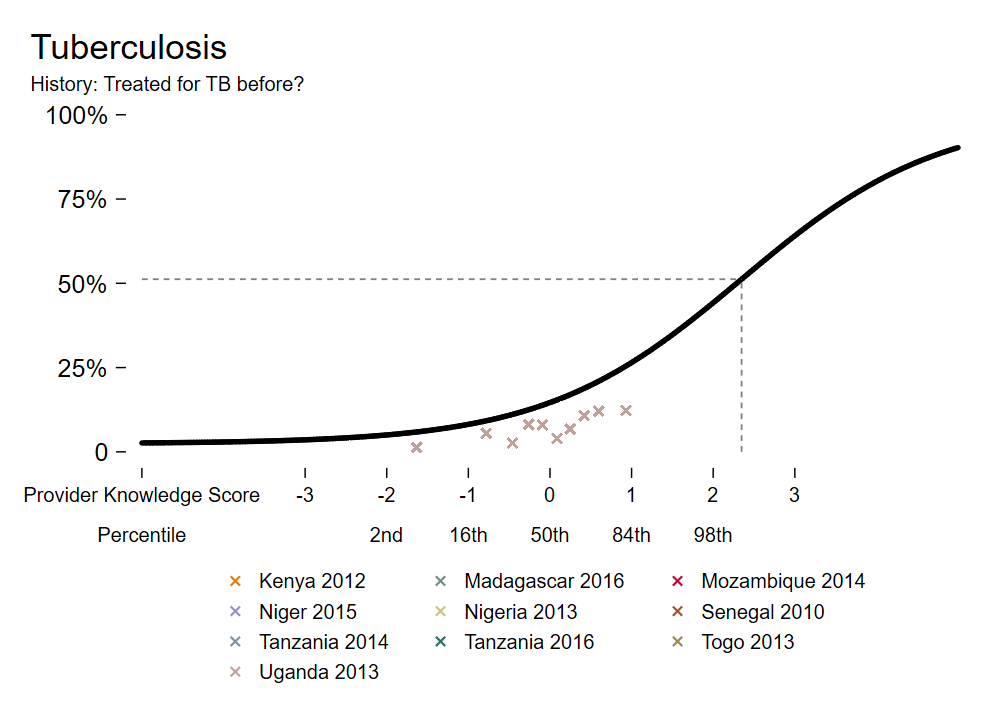 Tuberculosis
History: Treated for TB before?
100%
75%
50%
25%
0
Provider Knowledge Score -3 -2 -1 0 1 2 3
Percentile 2nd 16th 50th 84th 98th
Kenya 2012 Madagascar 2016 Mozambique 2014
Niger 2015 Nigeria 2013 Senegal 2010
Tanzania 2014 Tanzania 2016 Togo 2013
Uganda 2013